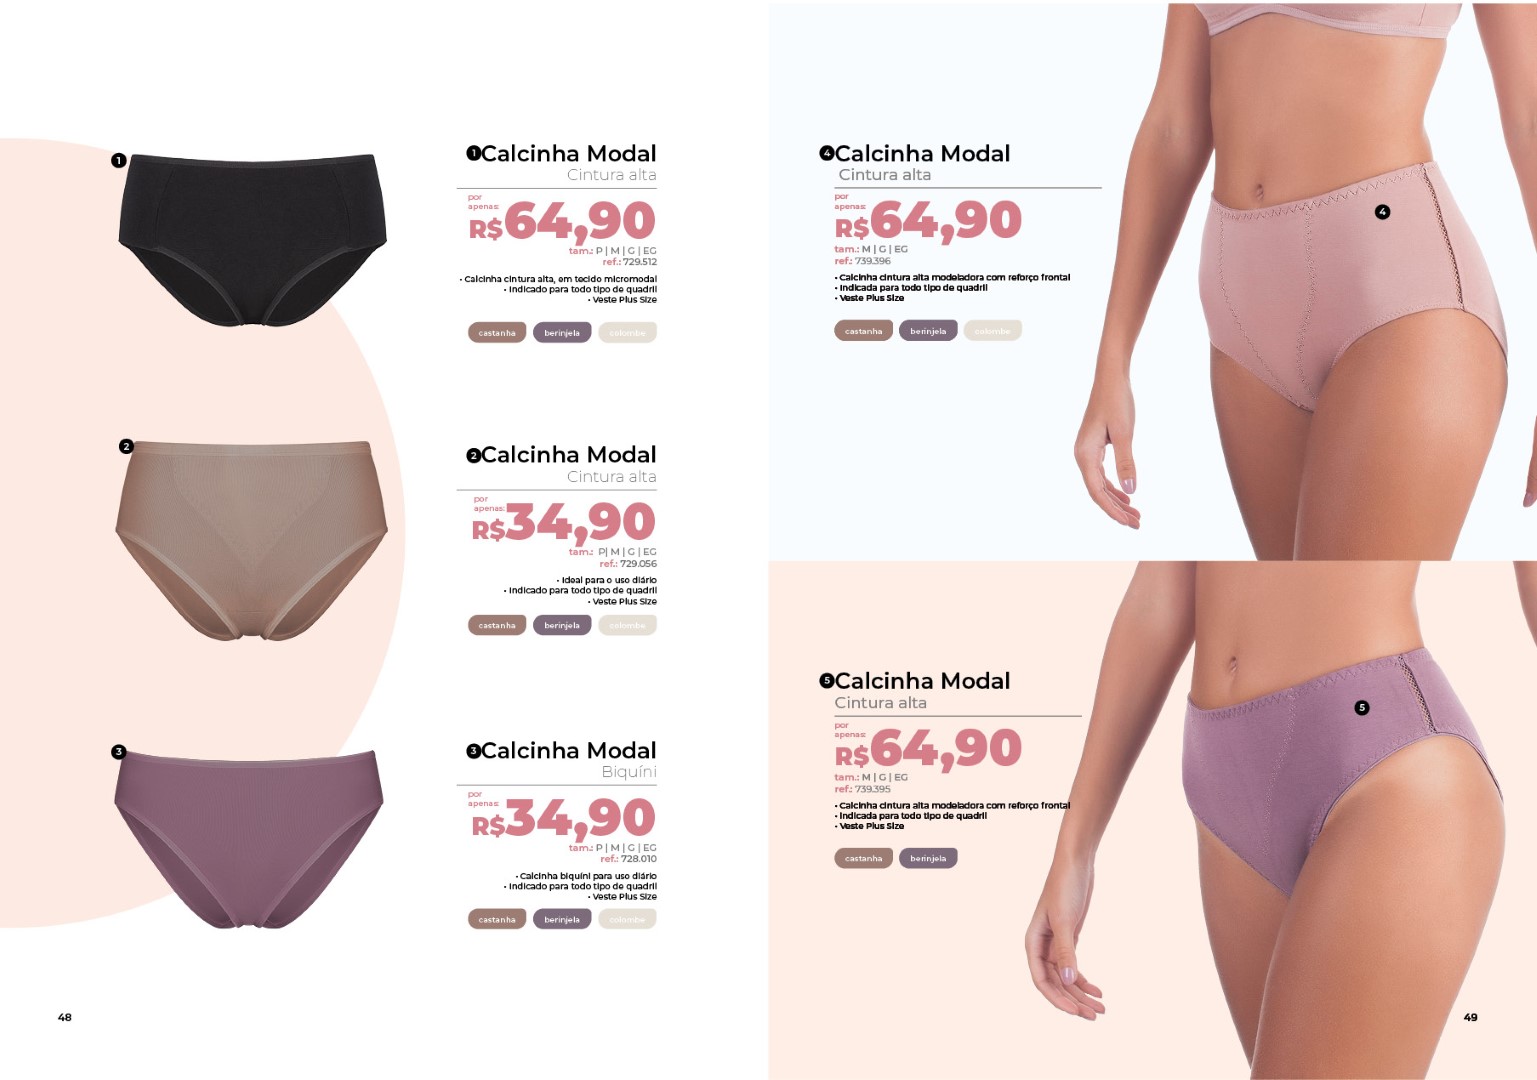 1
1 Calcinha Modal
Cintura alta
por
apenas:
R$64,90
tam.: P | M | G | EG
ref.: 729.512
• Calcinha cintura alta, em tecido micromodal
• Indicado para todo tipo de quadril
• Veste Plus Size
castanha berinjela colombe
2
2 Calcinha Modal
Cintura alta
por
apenas:
R$34,90
tam.: P| M | G | EG
ref.: 729.056
• Ideal para o uso diário
• Indicado para todo tipo de quadril
• Veste Plus Size
castanha berinjela colombe
3
3 Calcinha Modal
Biquíni
por
apenas:
R$34,90
tam.: P | M | G | EG
ref.: 728.010
• Calcinha biquíni para uso diário
• Indicado para todo tipo de quadril
• Veste Plus Size
castanha berinjela colombe
48
4 Calcinha Modal
Cintura alta
por
apenas:
R$64,90
tam.: M | G | EG
ref.: 739.396
• Calcinha cintura alta modeladora com reforço frontal
• Indicada para todo tipo de quadril
• Veste Plus Size
castanha berinjela colombe
4
5 Calcinha Modal
Cintura alta
por
apenas:
R$64,90
tam.: M | G | EG
ref.: 739.395
• Calcinha cintura alta modeladora com reforço frontal
• Indicada para todo tipo de quadril
• Veste Plus Size
castanha berinjela
5
49